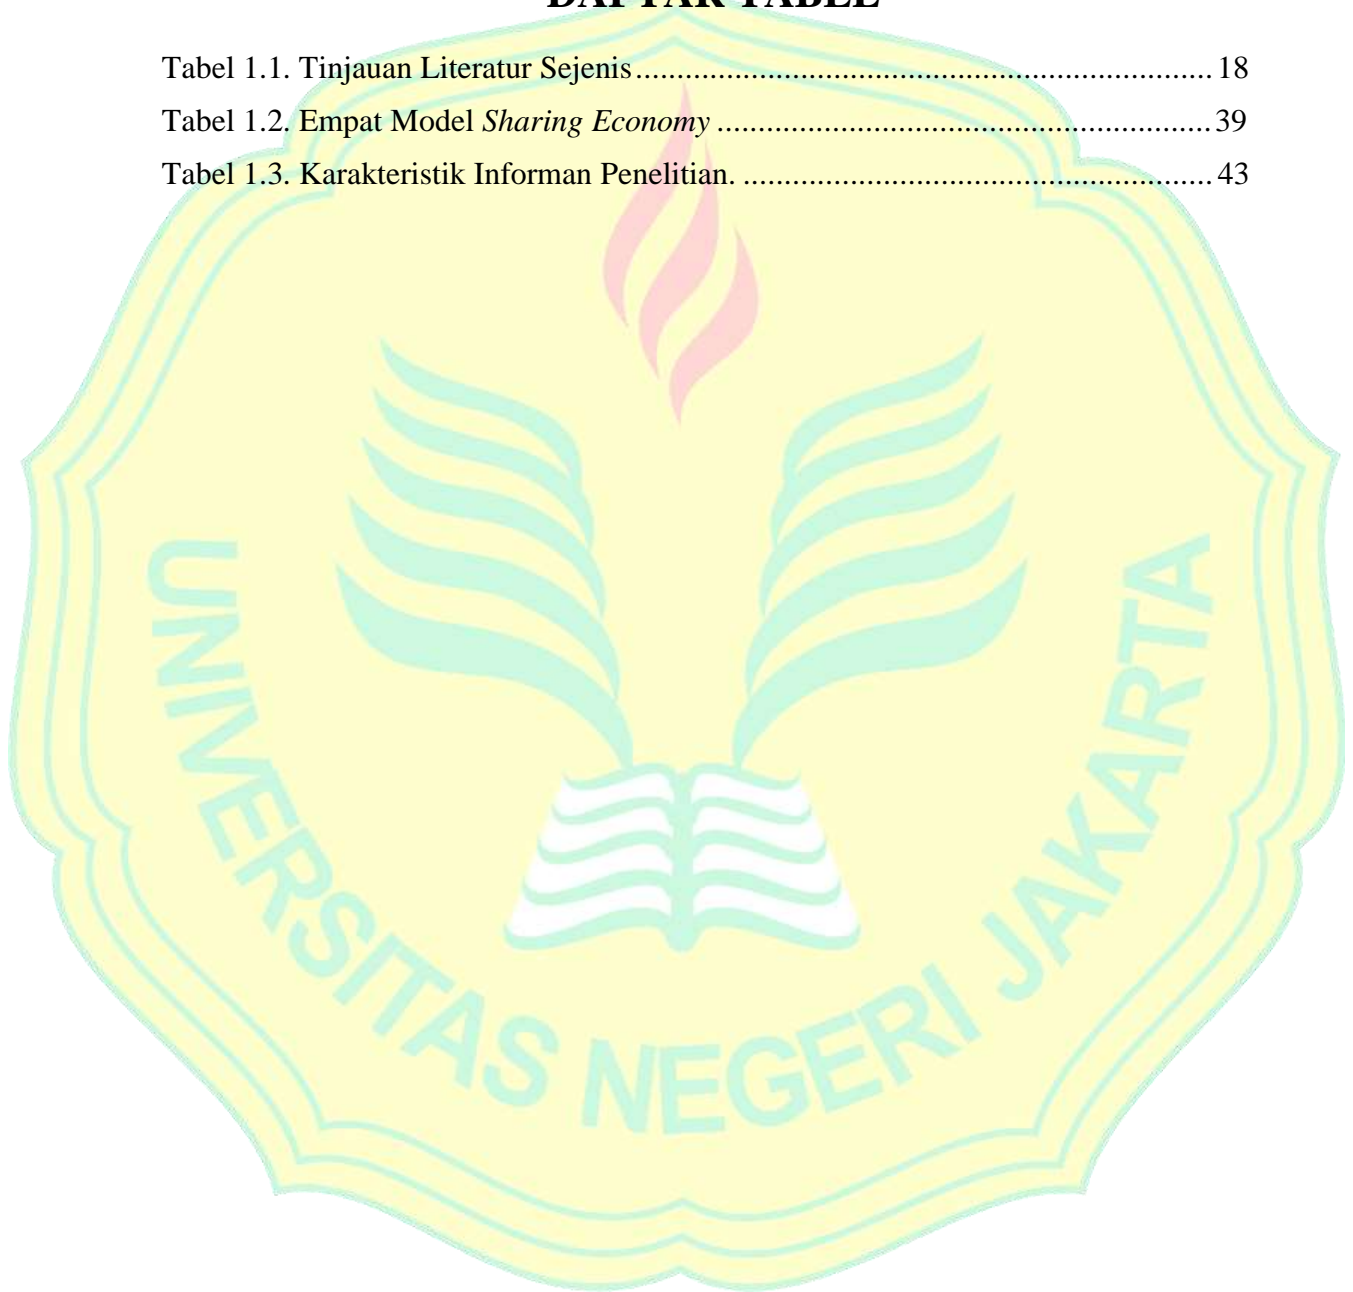 DAFTAR TABEL
Tabel 1.1. Tinjauan Literatur Sejenis........................................................................ 18
Tabel 1.2. Empat Model Sharing Economy ............................................................. 39
Tabel 1.3. Karakteristik Informan Penelitian. .......................................................... 43
UNIVERSITAS NEGERI JAKARTA